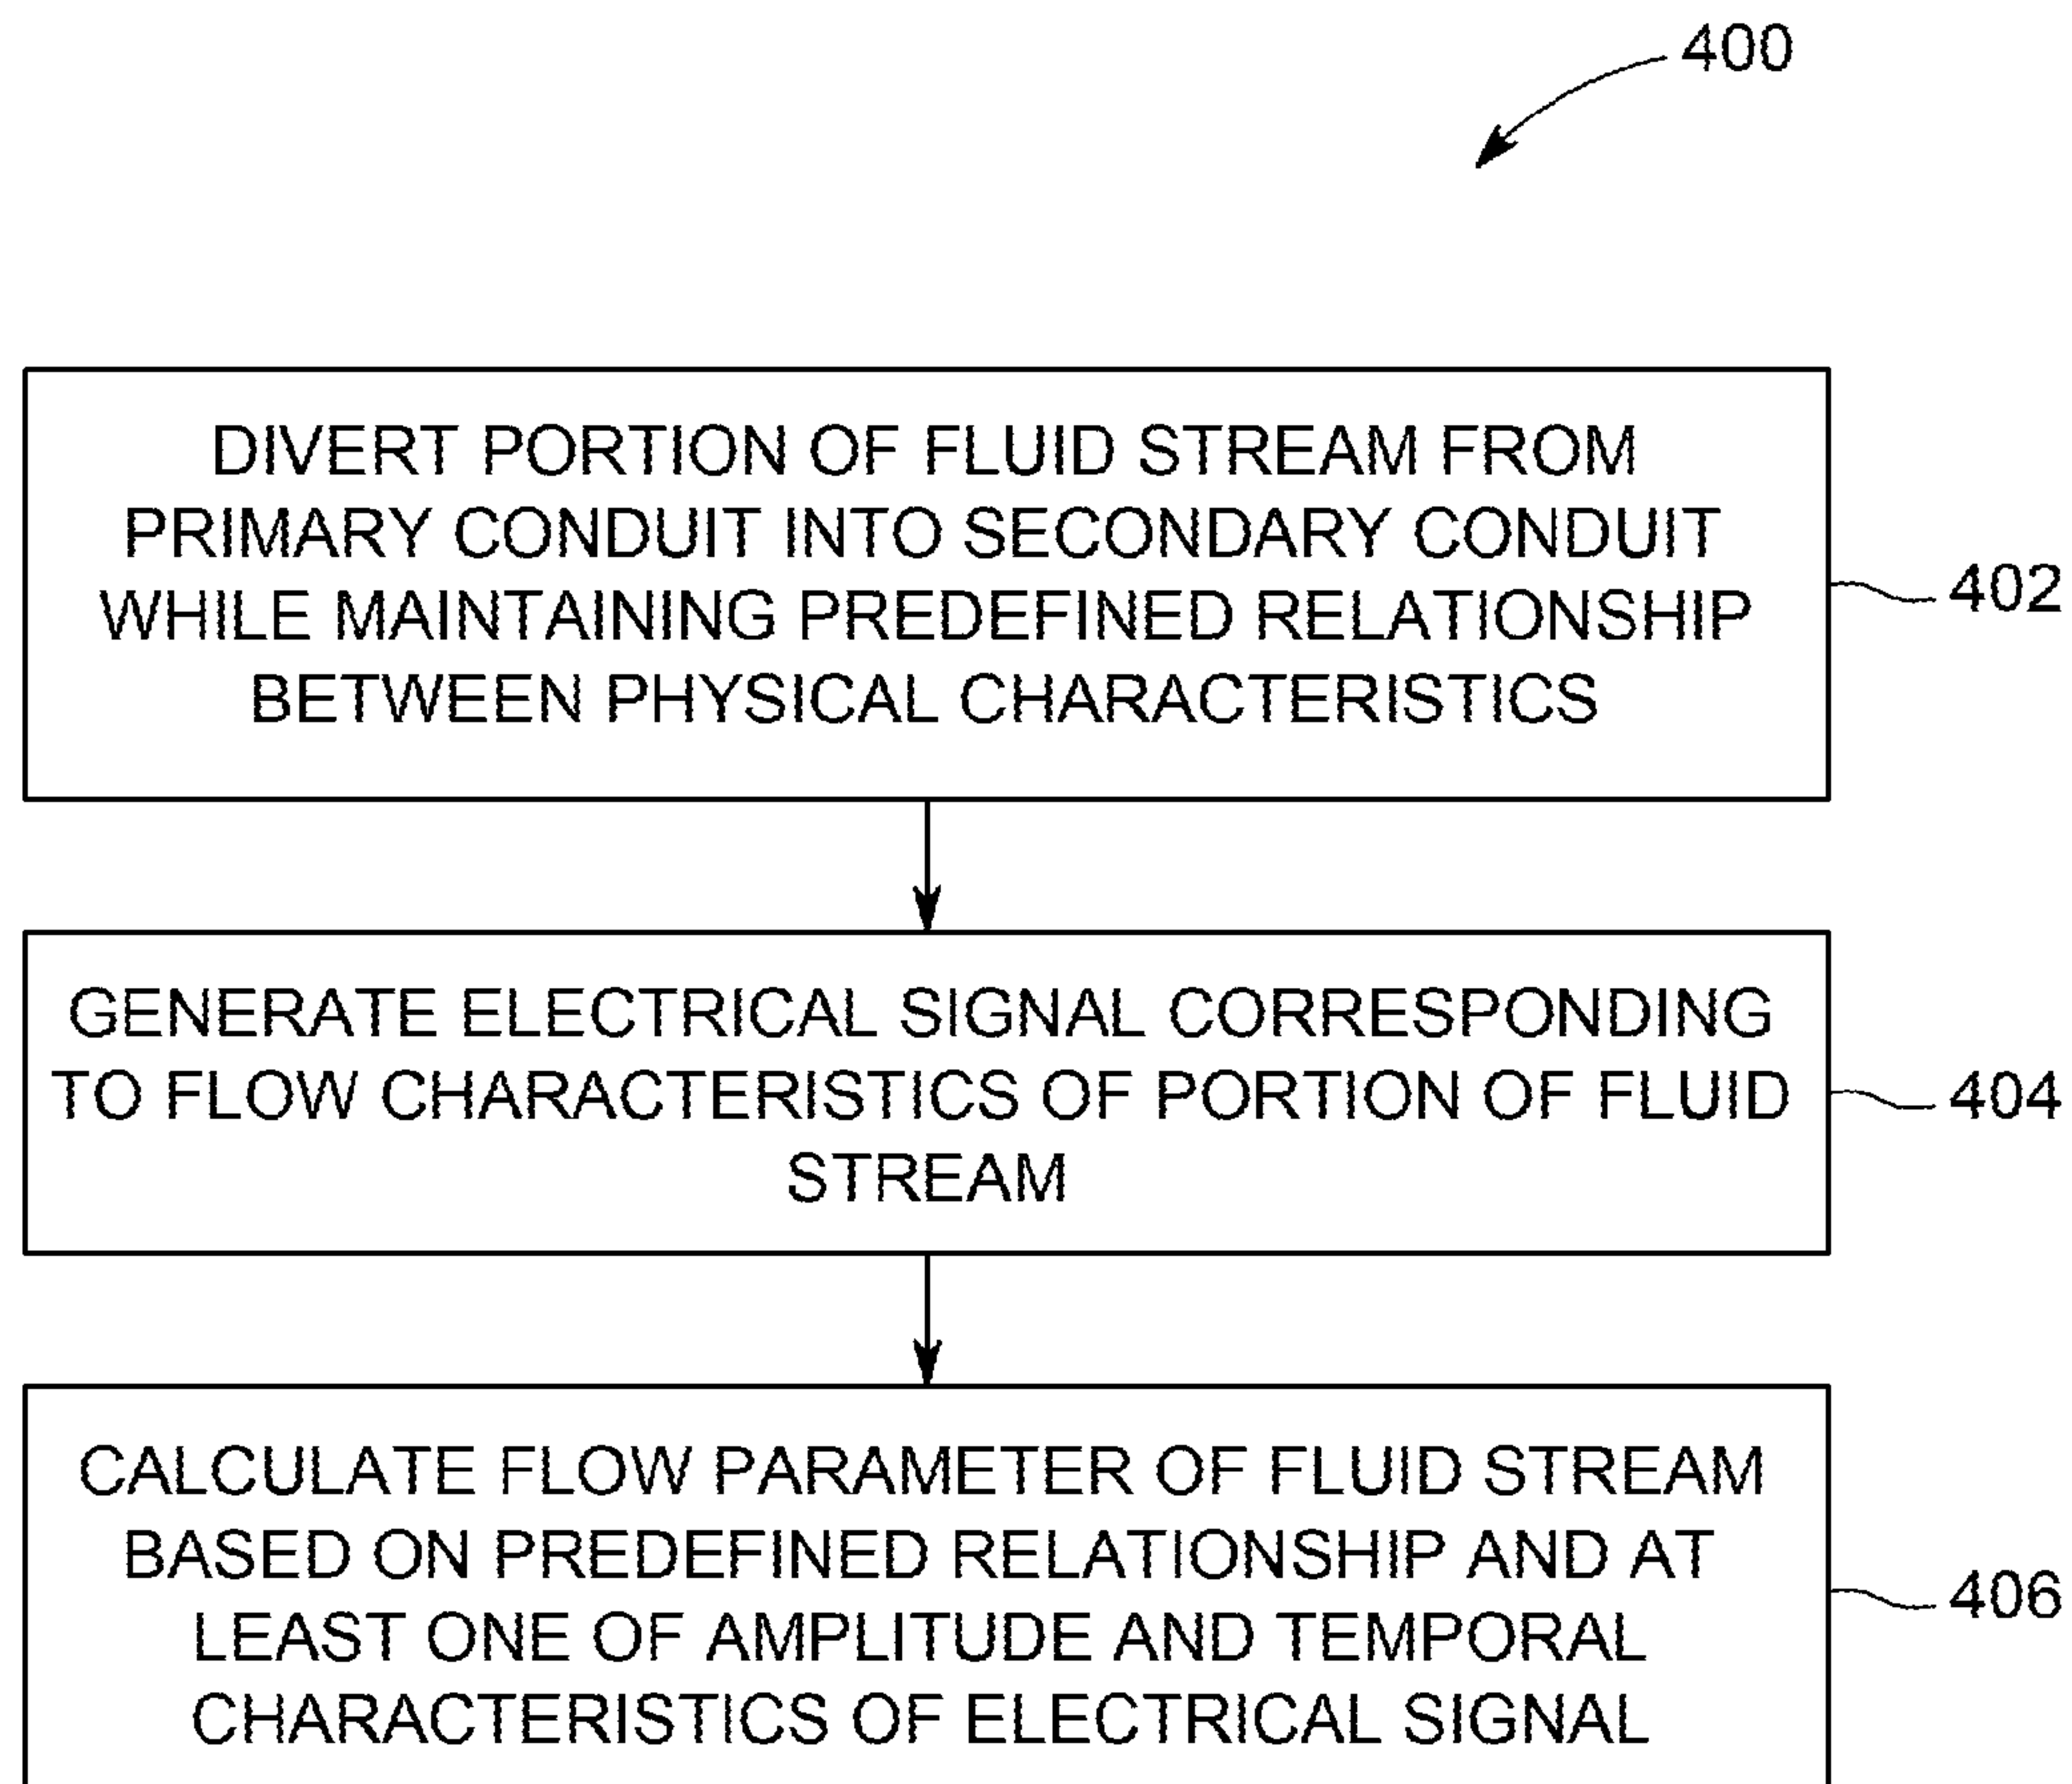 400
DIVERT PORTION OF FLUID STREAM FROM
PRIMARY CONDUIT INTO SECONDARY CONDUIT
WHILE MAINTAINING PREDEFINED RELATIONSHIP
BETWEEN PHYSICAL CHARACTERISTICS
402
GENERATE ELECTRICAL SIGNAL CORRESPONDING
TO FLOW CHARACTERISTICS OF PORTION OF FLUID
STREAM
404
CALCULATE FLOW PARAMETER OF FLUID STREAM
BASED ON PREDEFINED RELATIONSHIP AND AT
LEAST ONE OF AMPLITUDE AND TEMPORAL
CHARACTERISTICS OF ELECTRICAL SIGNAL
406